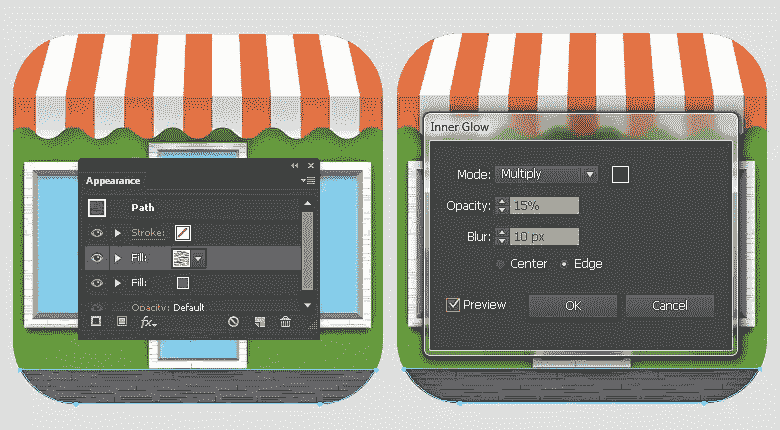 Appearance
Path
Stroke:
Fill:
Fill:
Opacity: Default
fx
Inner Glow
Mode: Multiply
Opacity: 15%
Blur: 10 px
Center Edge
Preview OK Cancel